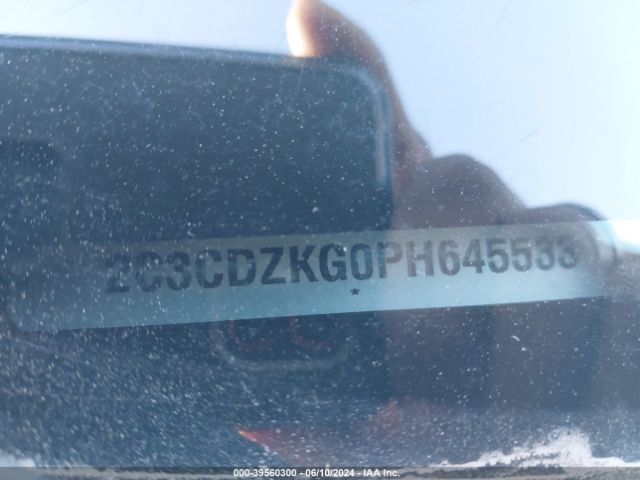 2C3CDZKG0PH645533
*
000-39560300 - 06/10/2024 - IAA Inc.